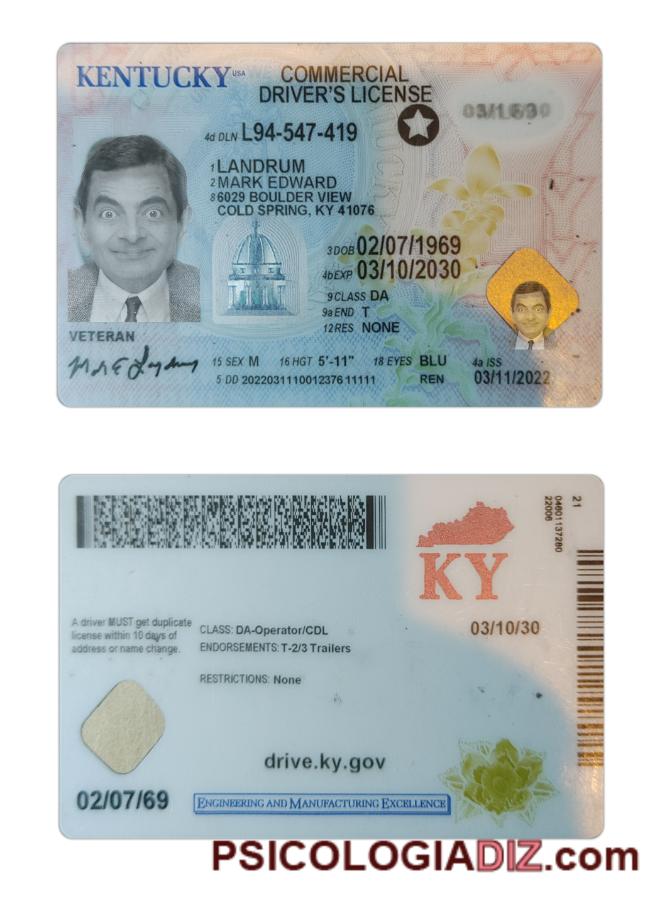 KENTUCKY USA
COMMERCIAL
DRIVER'S LICENSE
4d DLN L94-547-419
1 LANDRUM
2 MARK EDWARD
8 6029 BOULDER VIEW
COLD SPRING, KY 41076
3 DOB 02/07/1969
4b EXP 03/10/2030
9 CLASS DA
9a END T
12 RES NONE
VETERAN
15 SEX M 16 HGT 5'-11" 18 EYES BLU 4a ISS
5 DD 2022031110012376 11111 REN 03/11/2022
21
04601137280
22006
KY
03/10/30
A driver MUST get duplicate
license within 10 days of
address or name change.
CLASS: DA-Operator/CDL
ENDORSEMENTS: T-2/3 Trailers
RESTRICTIONS: None
drive.ky.gov
02/07/69
ENGINEERING AND MANUFACTURING EXCELLENCE
PSICOLOGIADIZ.com